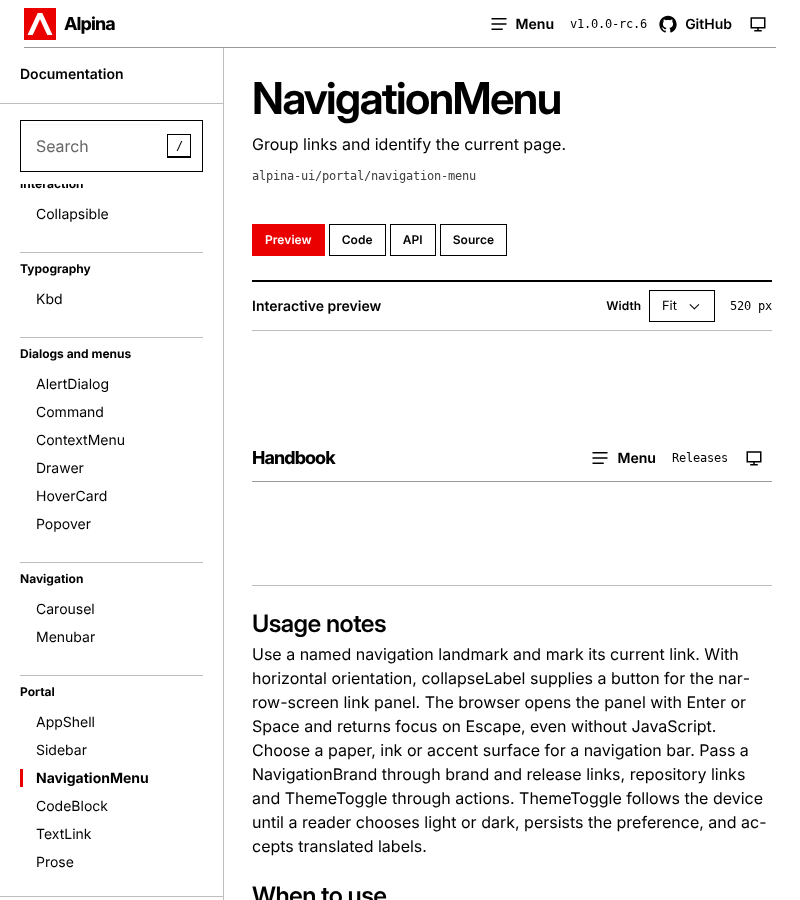 Alpina
Menu
v1.0.0-rc.6
GitHub
Documentation
Search
/
Interaction
Collapsible
Typography
Kbd
Dialogs and menus
AlertDialog
Command
ContextMenu
Drawer
HoverCard
Popover
Navigation
Carousel
Menubar
Portal
AppShell
Sidebar
NavigationMenu
CodeBlock
TextLink
Prose
NavigationMenu
Group links and identify the current page.
alpina-ui/portal/navigation-menu
Preview
Code
API
Source
Interactive preview
Width
Fit
520 px
Handbook
Menu
Releases
Usage notes
Use a named navigation landmark and mark its current link. With
horizontal orientation, collapseLabel supplies a button for the nar-
row-screen link panel. The browser opens the panel with Enter or
Space and returns focus on Escape, even without JavaScript.
Choose a paper, ink or accent surface for a navigation bar. Pass a
NavigationBrand through brand and release links, repository links
and ThemeToggle through actions. ThemeToggle follows the device
until a reader chooses light or dark, persists the preference, and ac-
cepts translated labels.
When to use